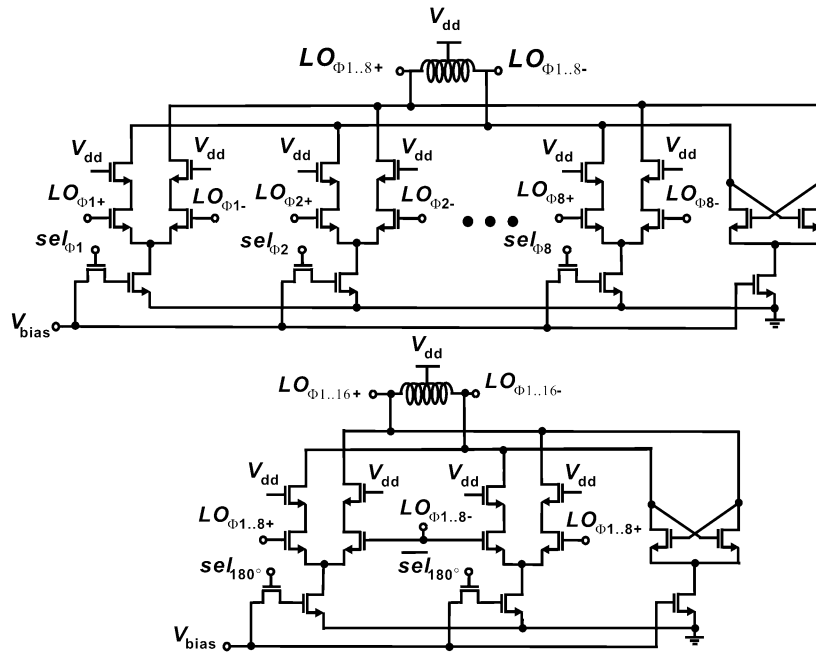 Vdd
LOΦ1..8+ LOΦ1..8-
Vdd Vdd Vdd Vdd Vdd Vdd
LOΦ1+ LOΦ1- LOΦ2+ LOΦ2- LOΦ8+ LOΦ8-
selΦ1 selΦ2 selΦ8
Vbias
Vdd
LOΦ1..16+ LOΦ1..16-
Vdd Vdd Vdd Vdd
LOΦ1..8+ LOΦ1..8- LOΦ1..8+
sel180° s̅e̅l̅180°
Vbias